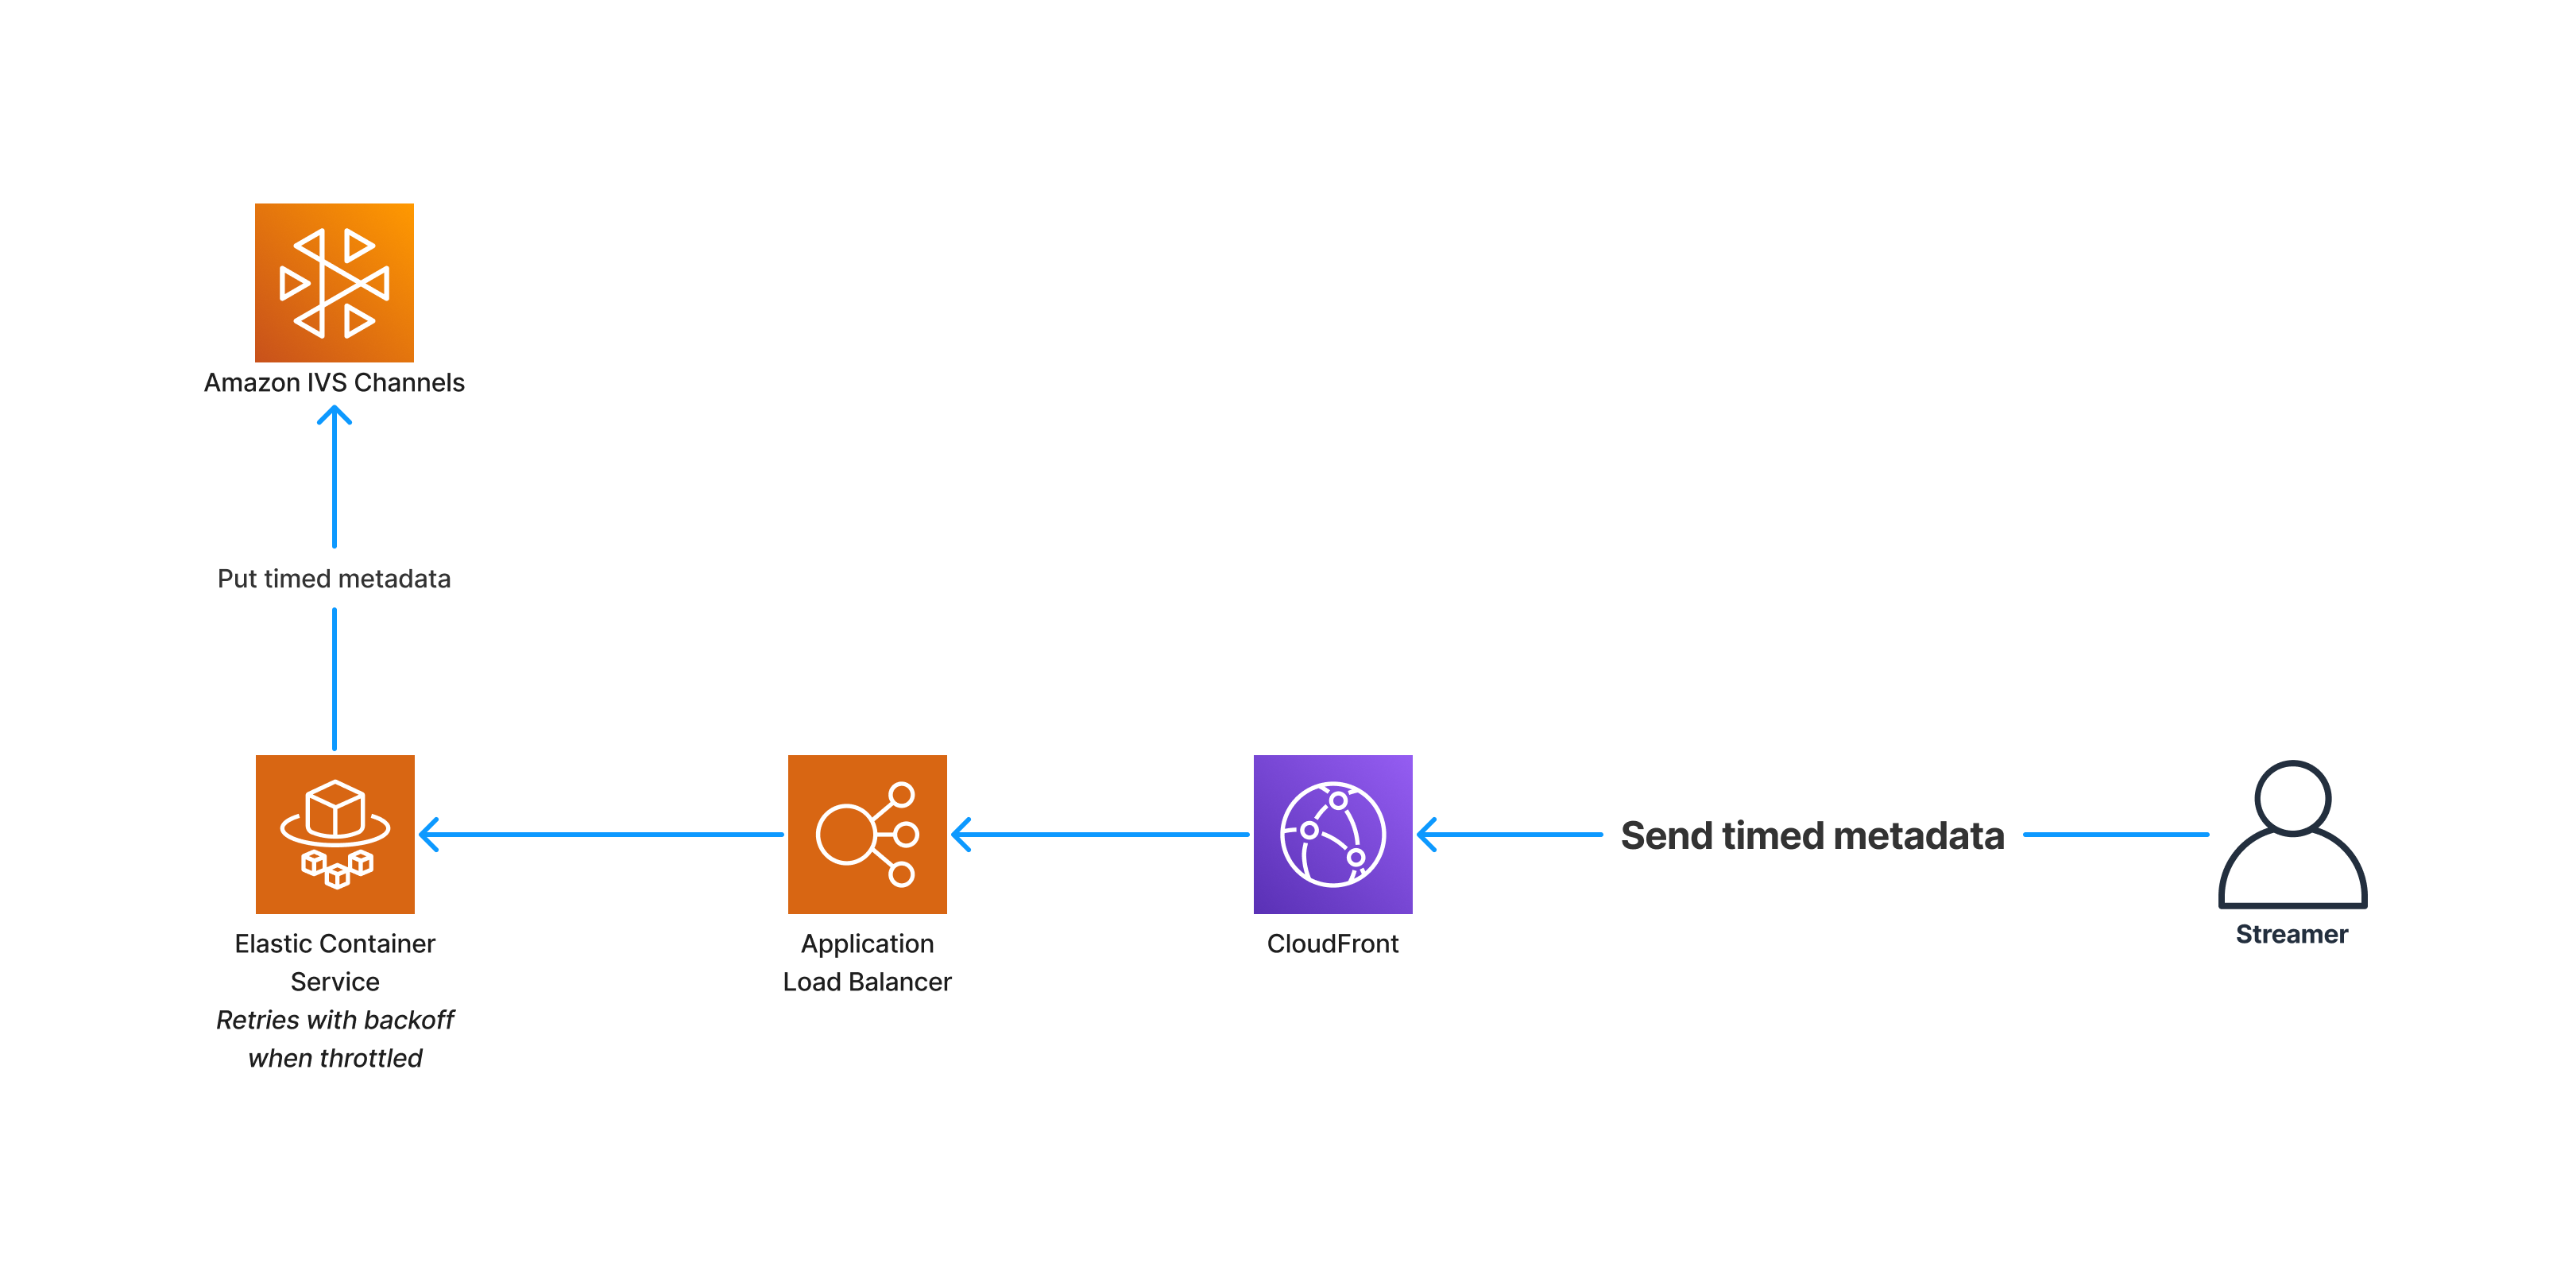 Amazon IVS Channels
Put timed metadata
Elastic Container
Service
Retries with backoff
when throttled
Application
Load Balancer
CloudFront
Send timed metadata
Streamer